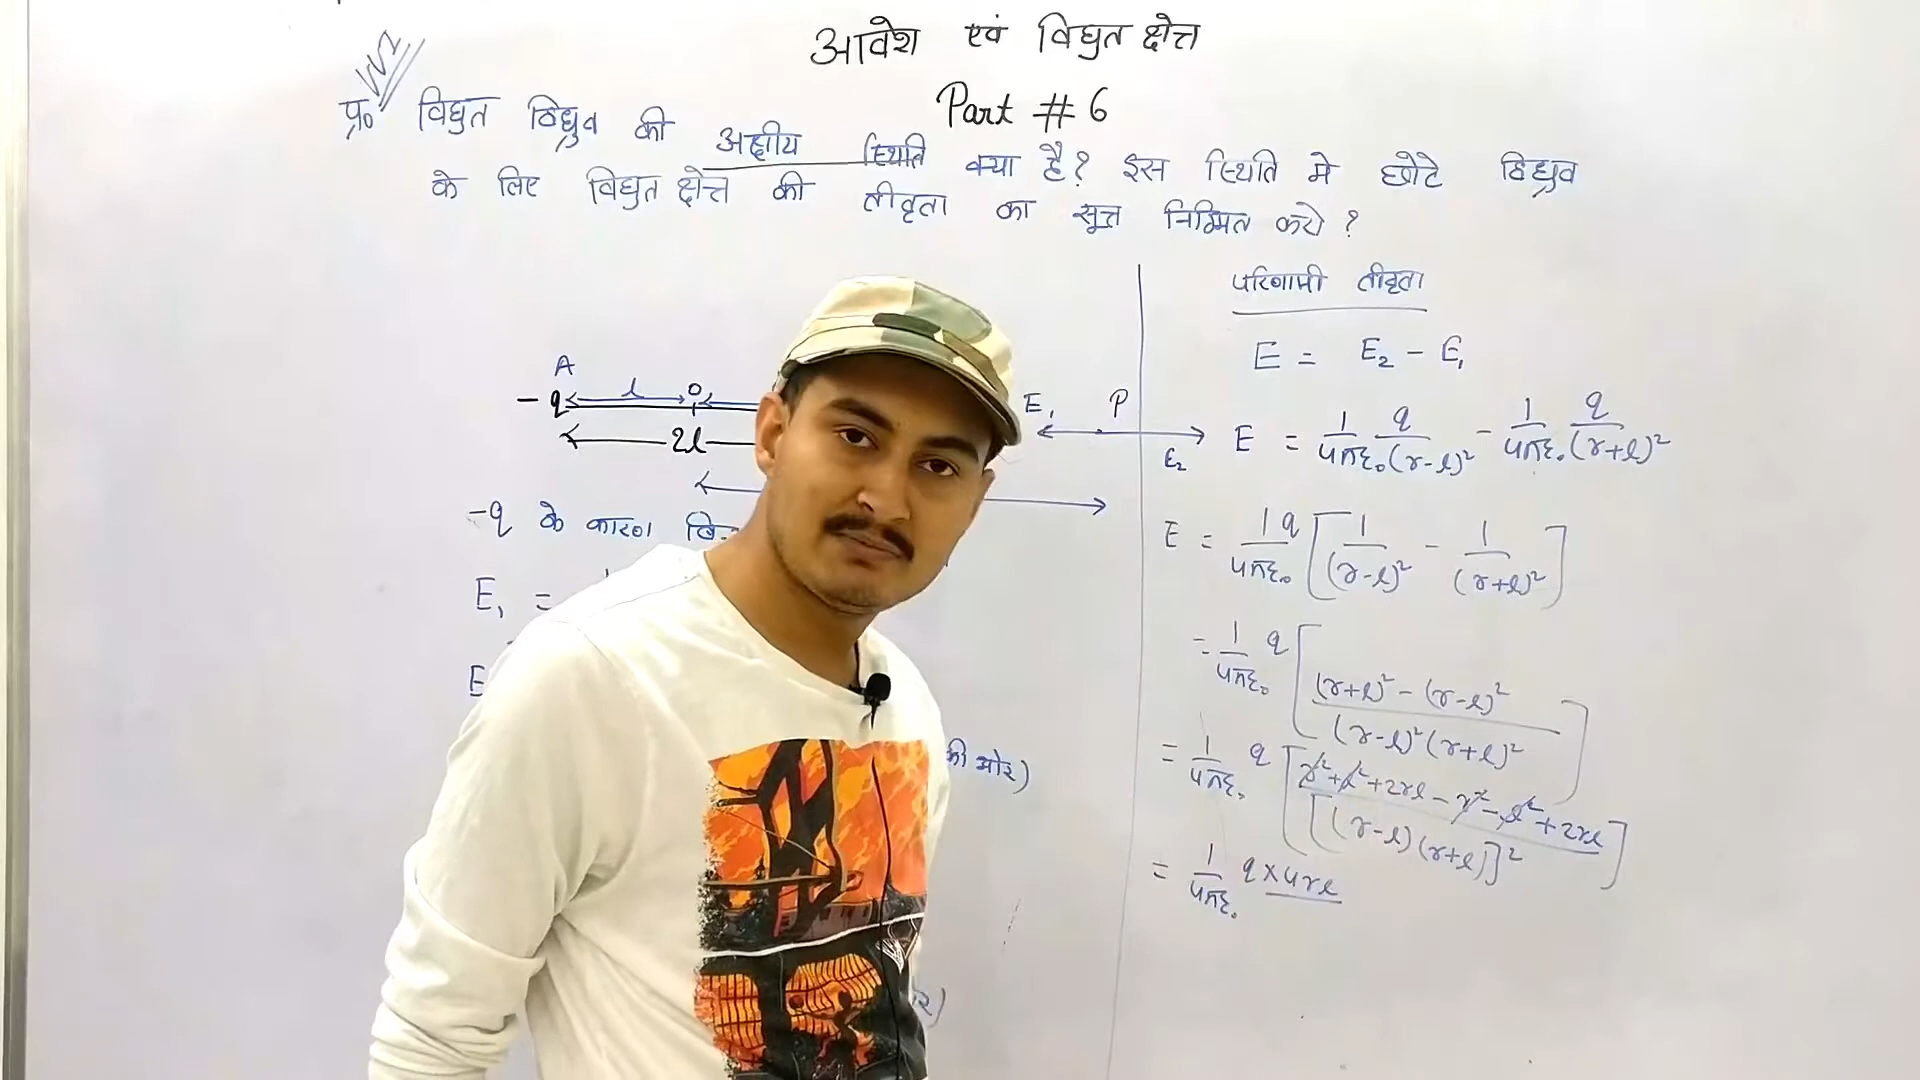 आवेश एवं विद्युत क्षेत्र
Part # 6
प्र० विद्युत द्विध्रुव की अक्षीय स्थिति क्या है? इस स्थिति मे छोटे द्विध्रुव
के लिए विद्युत क्षेत्र की तीव्रता का सूत्र निगमित करो ?
A
- q l O
2l
E₁ P
E₂
-q के कारण
E₁ =
E
की ओर)
परिणामी तीव्रता
E = E₂ - E₁
E = 1/4πε₀ q/(r-l)² - 1/4πε₀ q/(r+l)²
E = 1q/4πε₀ [1/(r-l)² - 1/(r+l)²]
= 1/4πε₀ q [(r+l)² - (r-l)² / (r-l)²(r+l)²]
= 1/4πε₀ q [r²+l²+2rl - r² - l² + 2rl / [(r-l)(r+l)]²]
= 1/4πε₀ q×4rl